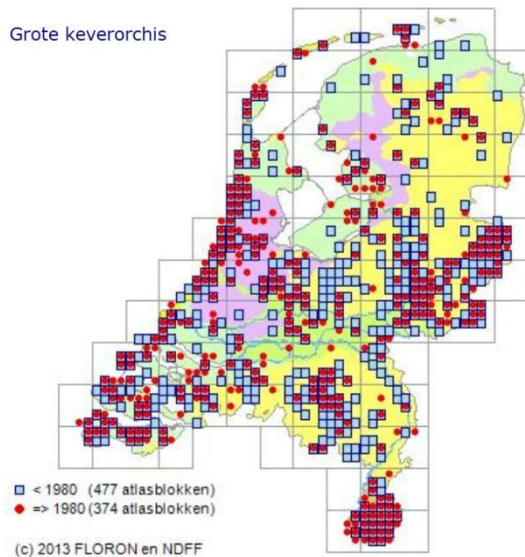 Grote keverorchis
< 1980 (477 atlasblokken)
=> 1980 (374 atlasblokken)
(c) 2013 FLORON en NDFF